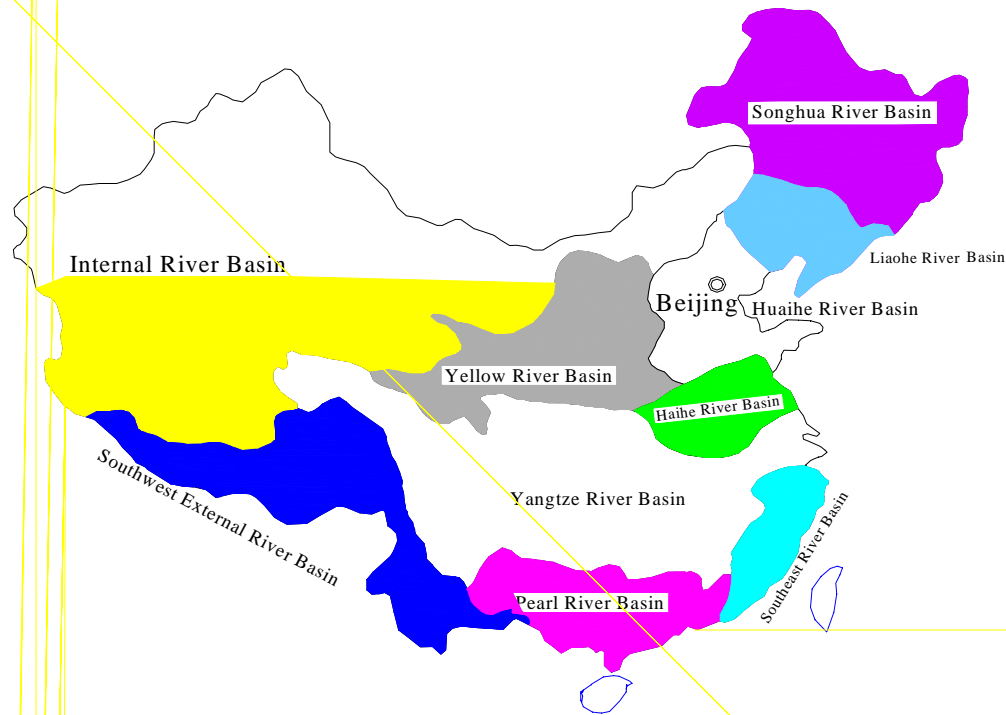 Songhua River Basin
Liaohe River Basin
Internal River Basin
Beijing
Huaihe River Basin
Yellow River Basin
Haihe River Basin
Southwest External River Basin
Yangtze River Basin
Southeast River Basin
Pearl River Basin